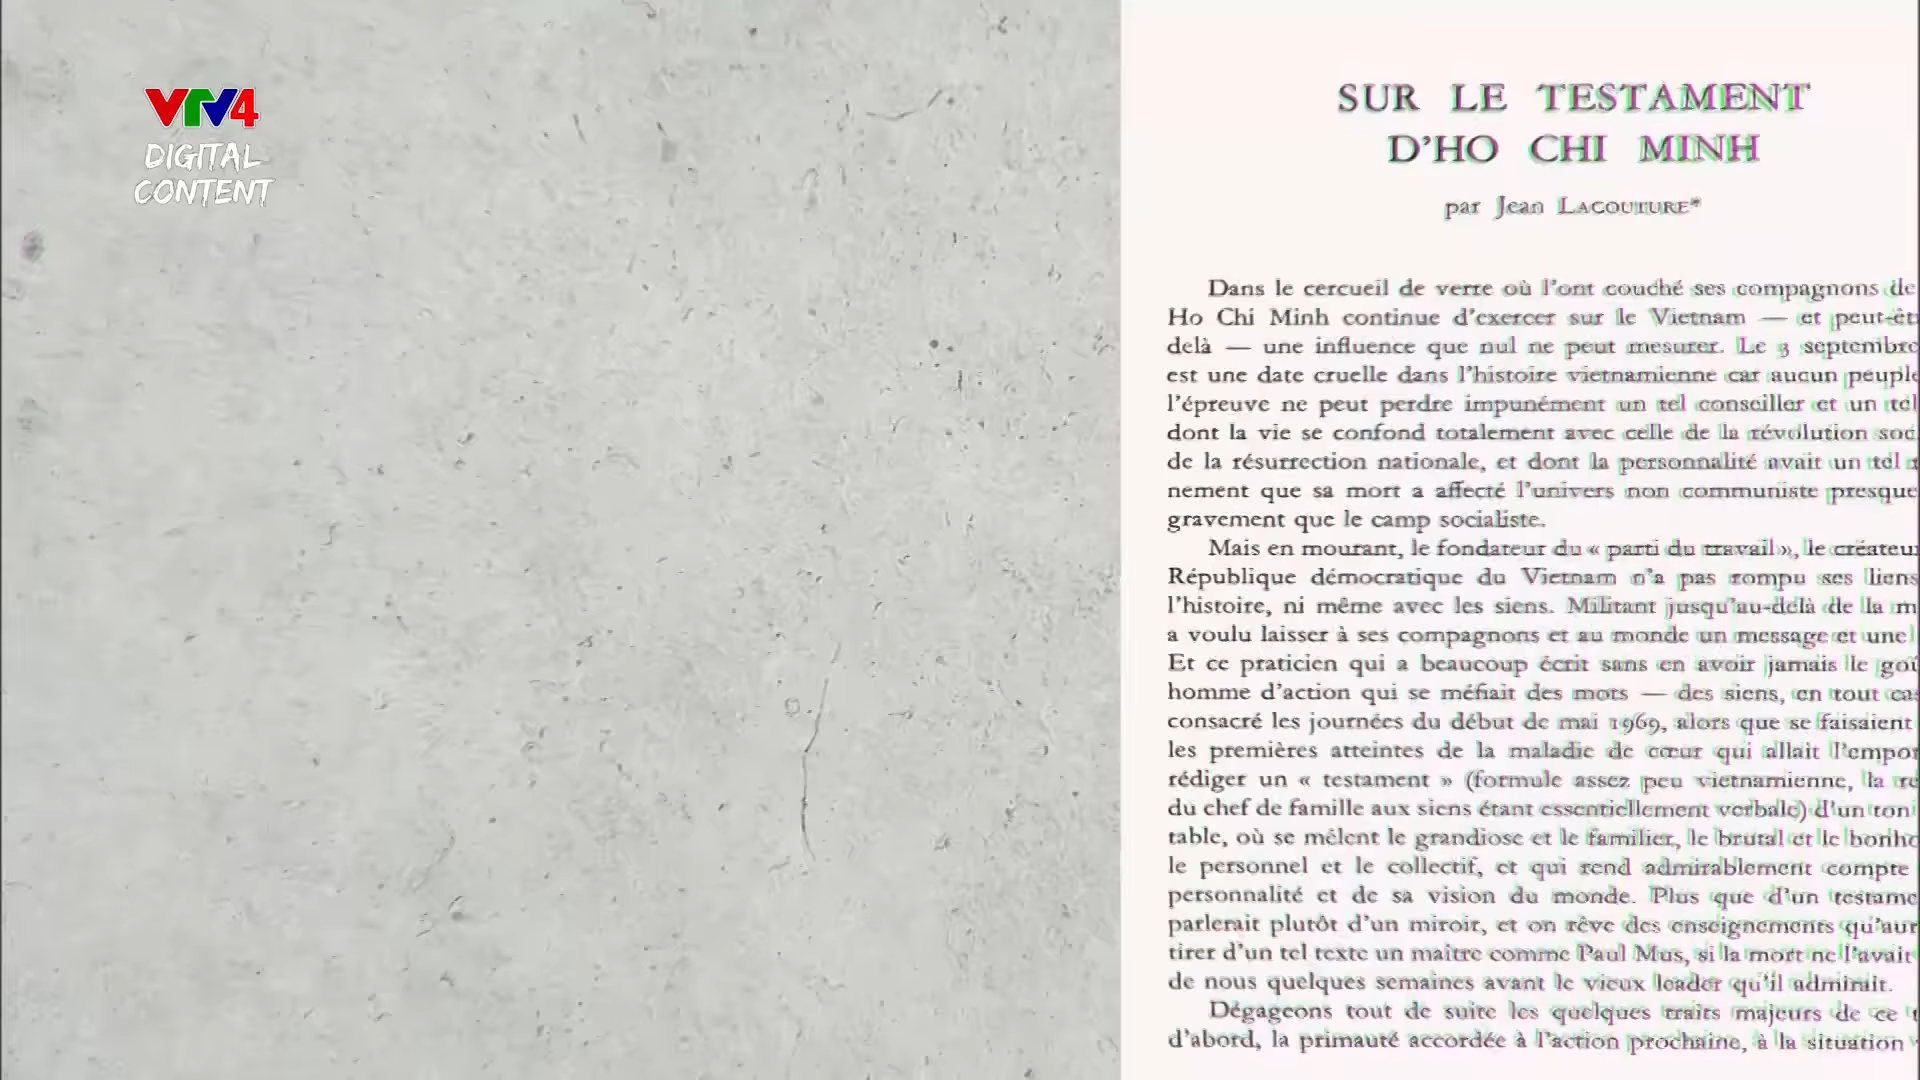 VTV4
DIGITAL
CONTENT
SUR LE TESTAMENT
D'HO CHI MINH
par Jean LACOUTURE*
Dans le cercueil de verre où l'ont couché ses compagnons de
Ho Chi Minh continue d'exercer sur le Vietnam — et peut-êt
delà — une influence que nul ne peut mesurer. Le 3 septembre
est une date cruelle dans l'histoire vietnamienne car aucun peuple
l'épreuve ne peut perdre impunément un tel conseiller et un tel
dont la vie se confond totalement avec celle de la révolution soc
de la résurrection nationale, et dont la personnalité avait un tel
nement que sa mort a affecté l'univers non communiste presque
gravement que le camp socialiste.
Mais en mourant, le fondateur du « parti du travail », le créateur
République démocratique du Vietnam n'a pas rompu ses liens
l'histoire, ni même avec les siens. Militant jusqu'au-delà de la m
a voulu laisser à ses compagnons et au monde un message et une
Et ce praticien qui a beaucoup écrit sans en avoir jamais le goû
homme d'action qui se méfiait des mots — des siens, en tout cas
consacré les journées du début de mai 1969, alors que se faisaient
les premières atteintes de la maladie de cœur qui allait l'empor
rédiger un « testament » (formule assez peu vietnamienne, la re
du chef de famille aux siens étant essentiellement verbale) d'un ton
table, où se mêlent le grandiose et le familier, le brutal et le bonho
le personnel et le collectif, et qui rend admirablement compte
personnalité et de sa vision du monde. Plus que d'un testame
parlerait plutôt d'un miroir, et on rêve des enseignements qu'aur
tirer d'un tel texte un maître comme Paul Mus, si la mort ne l'avait
de nous quelques semaines avant le vieux leader qu'il admirait.
Dégageons tout de suite les quelques traits majeurs de ce
d'abord, la primauté accordée à l'action prochaine, à la situation